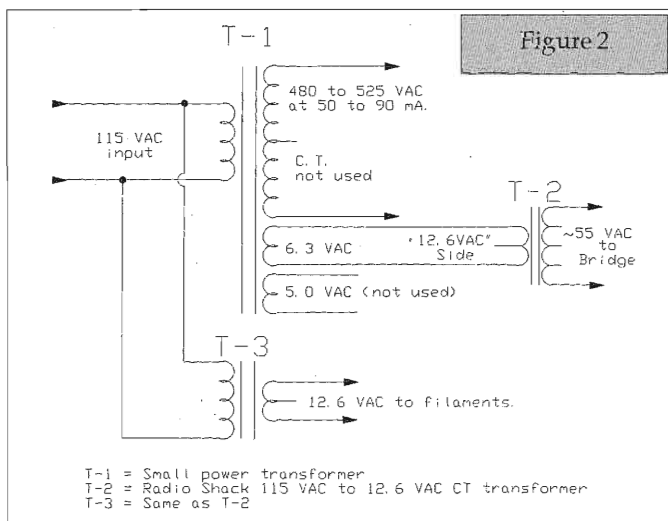 Figure 2
T-1
480 to 525 VAC
at 50 to 90 mA.
115 VAC
input
C. T.
not used
T-2
6.3 VAC
"12.6VAC"
Side
~55 VAC
to
Bridge
5.0 VAC (not used)
T-3
12.6 VAC to filaments.
T-1 = Small power transformer
T-2 = Radio Shack 115 VAC to 12.6 VAC CT transformer
T-3 = Same as T-2